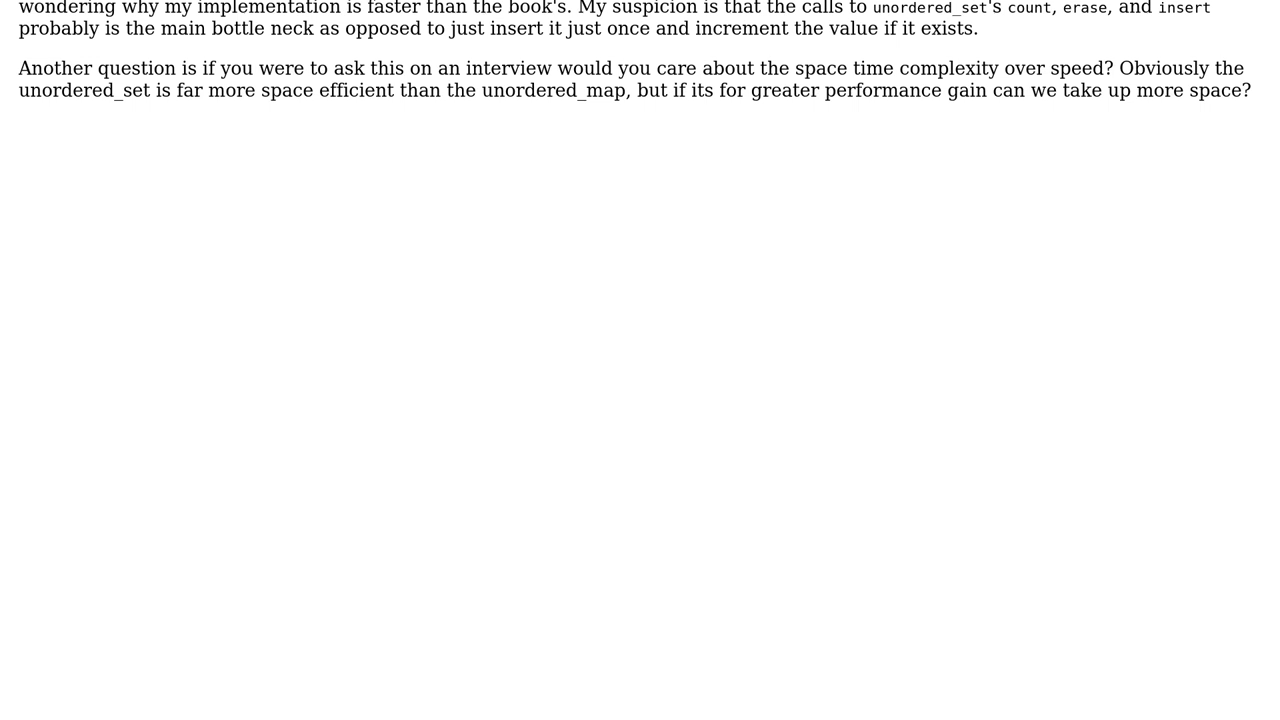 wondering why my implementation is faster than the book's. My suspicion is that the calls to unordered_set's count, erase, and insert
probably is the main bottle neck as opposed to just insert it just once and increment the value if it exists.
Another question is if you were to ask this on an interview would you care about the space time complexity over speed? Obviously the
unordered_set is far more space efficient than the unordered_map, but if its for greater performance gain can we take up more space?